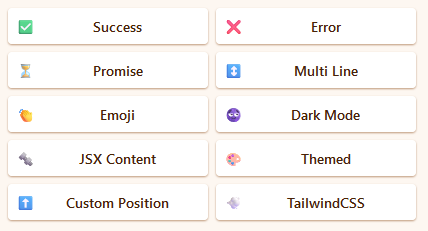 Success
Error
Promise
Multi Line
Emoji
Dark Mode
JSX Content
Themed
Custom Position
TailwindCSS